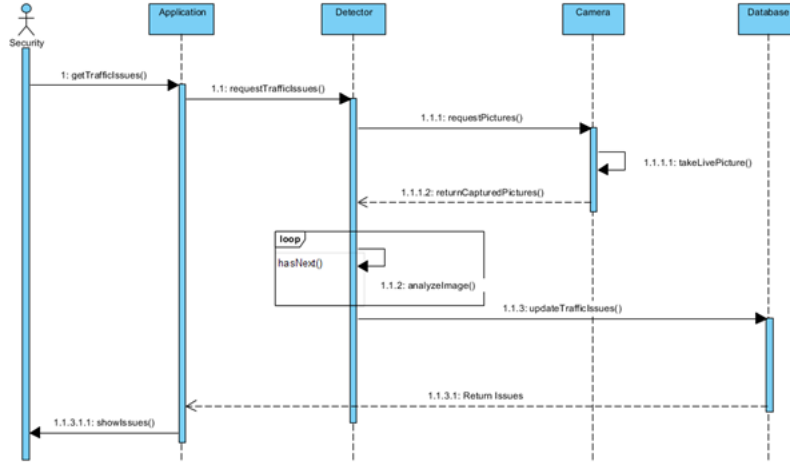 Application
Detector
Camera
Database
Security
1: getTrafficIssues()
1.1: requestTrafficIssues()
1.1.1: requestPictures()
1.1.1.1: takeLivePicture()
1.1.1.2: returnCapturedPictures()
loop
hasNext()
1.1.2: analyzeImage()
1.1.3: updateTrafficIssues()
1.1.3.1: Return Issues
1.1.3.1.1: showIssues()